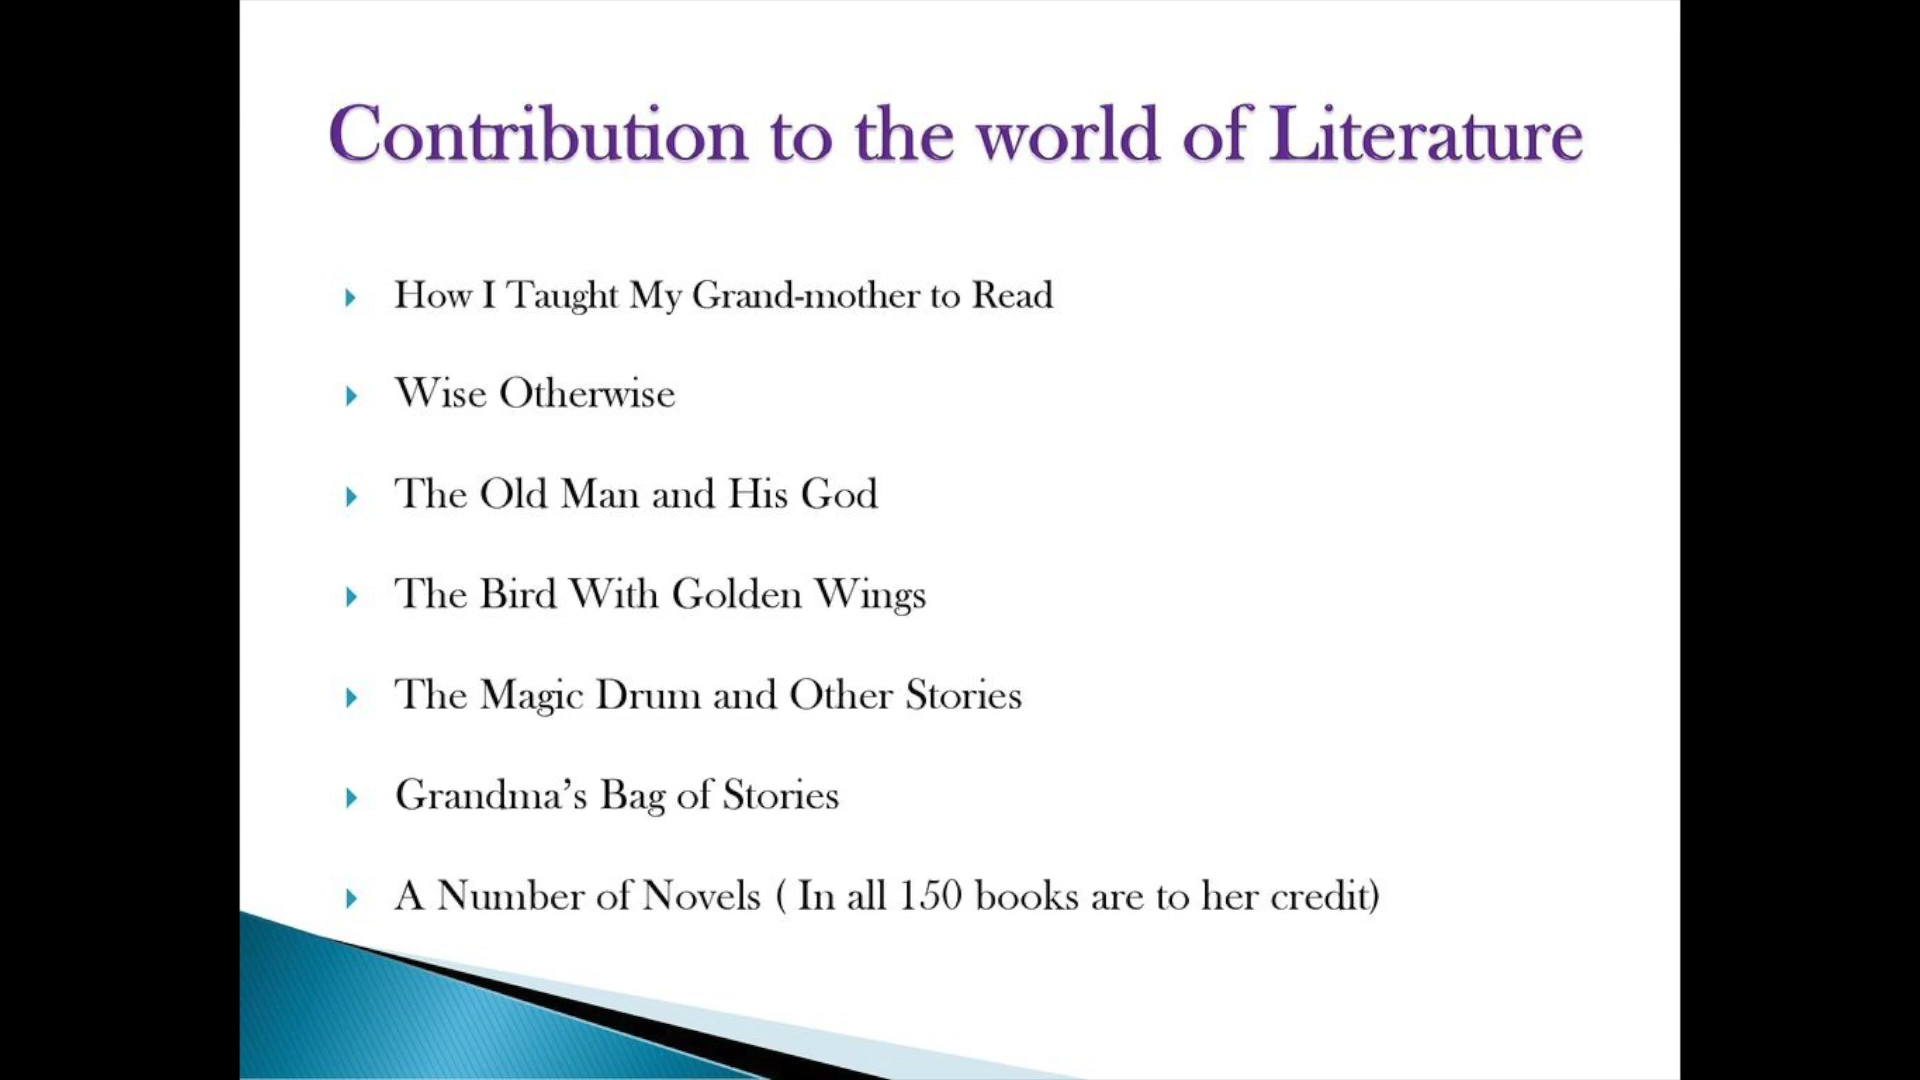 Contribution to the world of Literature
How I Taught My Grand-mother to Read
Wise Otherwise
The Old Man and His God
The Bird With Golden Wings
The Magic Drum and Other Stories
Grandma’s Bag of Stories
A Number of Novels ( In all 150 books are to her credit)